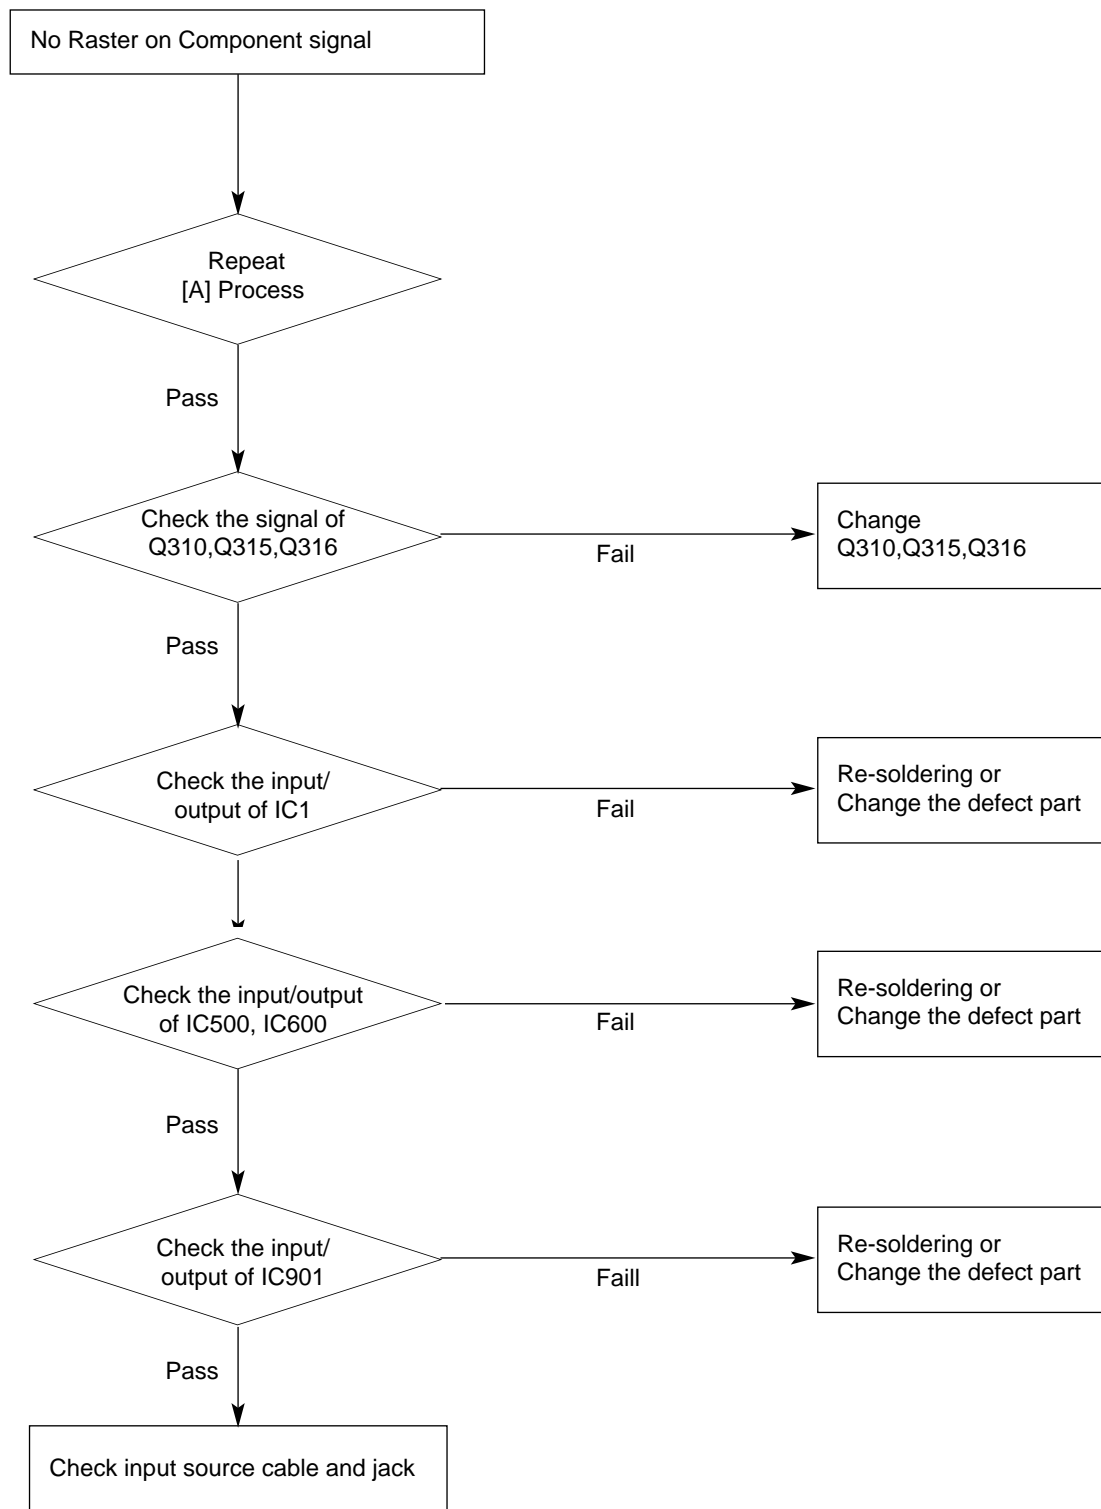 No Raster on Component signal
Repeat
[A] Process
Pass
Check the signal of
Q310,Q315,Q316
Fail
Change
Q310,Q315,Q316
Pass
Check the input/
output of IC1
Fail
Re-soldering or
Change the defect part
Check the input/output
of IC500, IC600
Fail
Re-soldering or
Change the defect part
Pass
Check the input/
output of IC901
Faill
Re-soldering or
Change the defect part
Pass
Check input source cable and jack